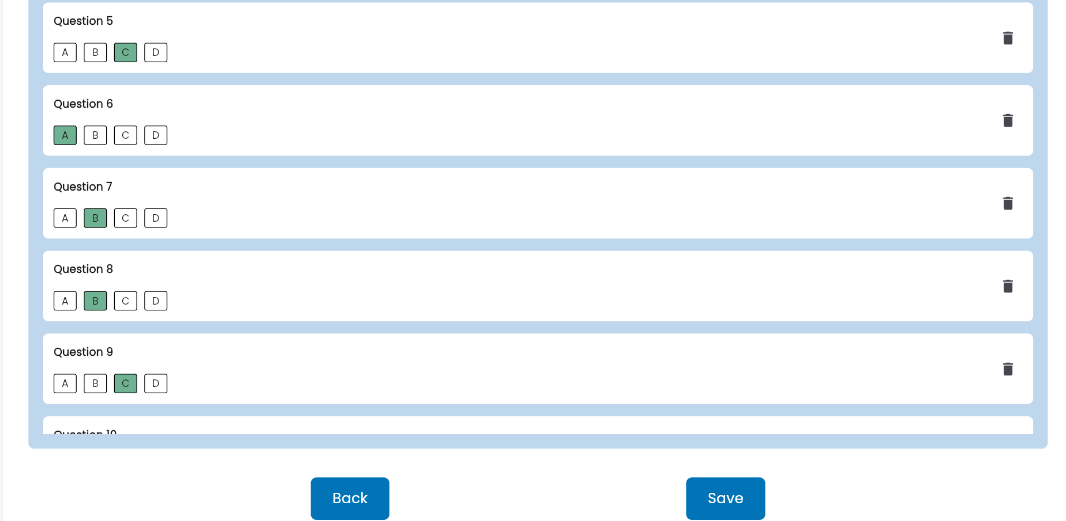 Question 5
A B C D
Question 6
A B C D
Question 7
A B C D
Question 8
A B C D
Question 9
A B C D
Question 10
Back Save